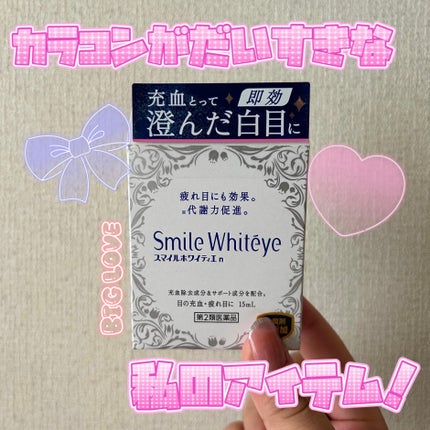 カラコンがだいすきな
充血とって
即効
澄んだ白目に
疲れ目にも効果。
代謝力促進。
Smile Whitéye
スマイルホワイティエn
充血除去成分&サポート成分を配合。
目の充血・疲れ目に 15mL
第2類医薬品
BIG LOVE
私のアイテム!